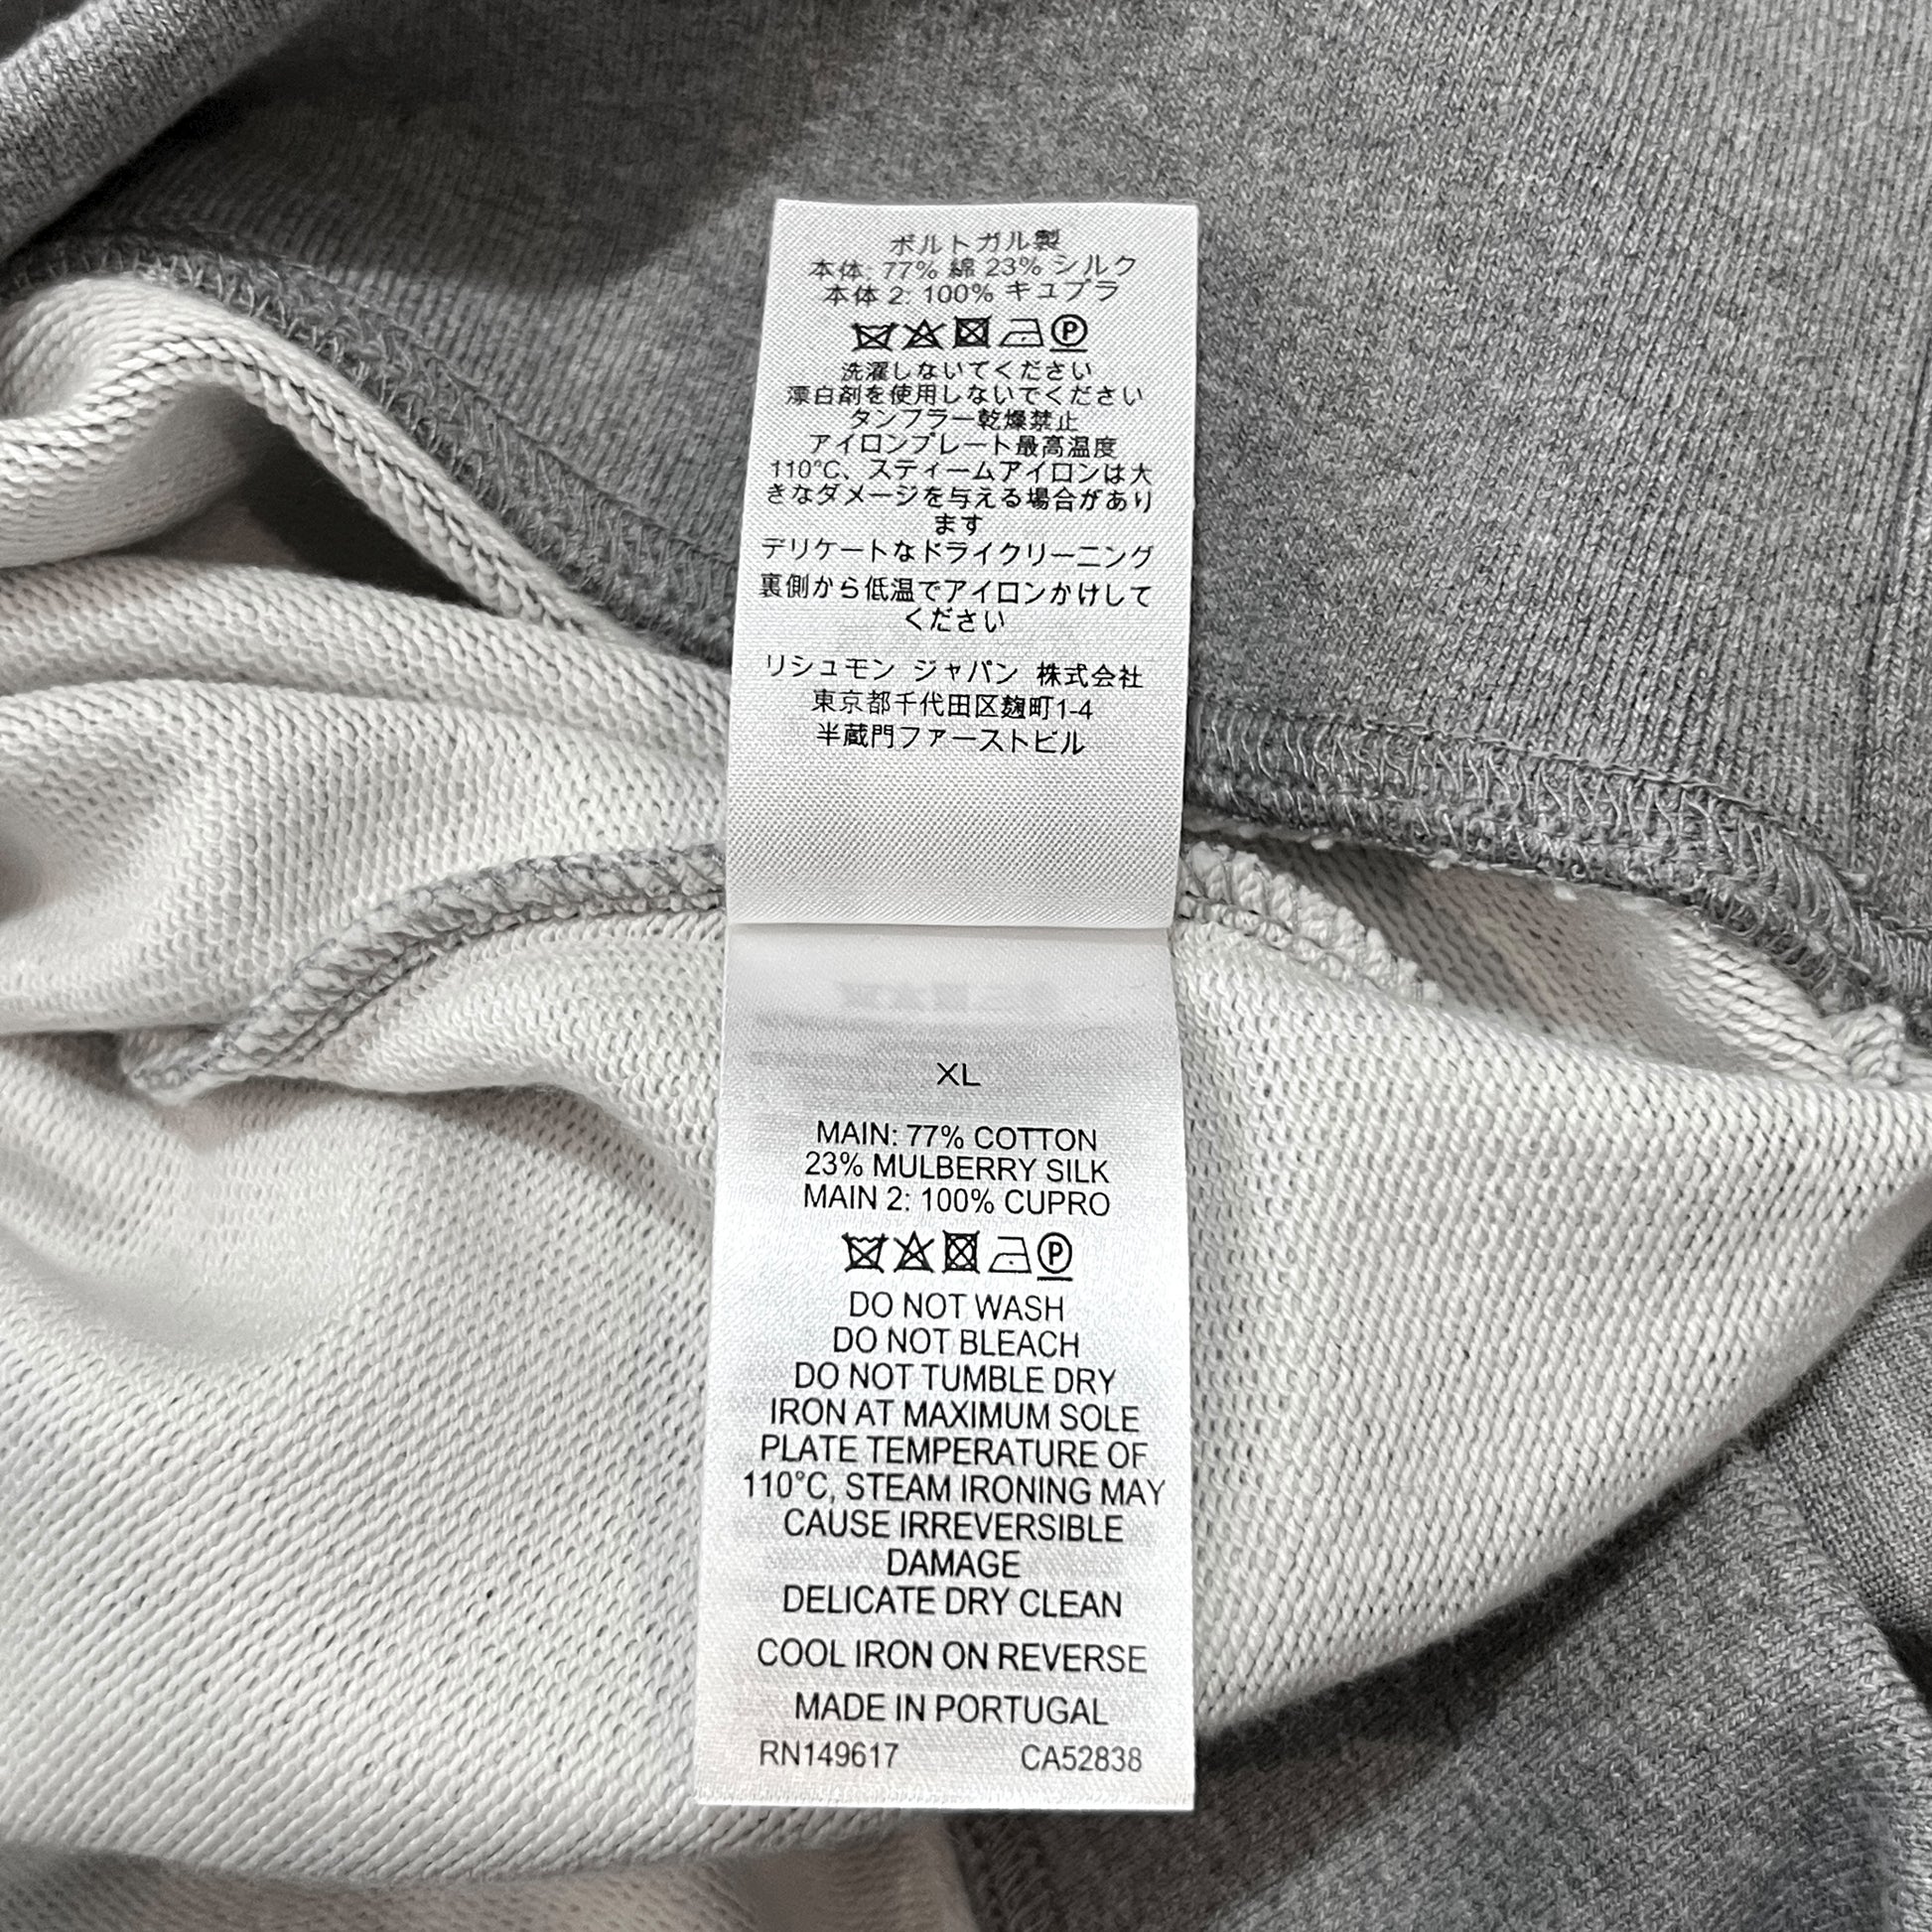 ポルトガル製
本体: 77% 綿 23% シルク
本体 2: 100% キュプラ
P
洗濯しないてください
漂白剤を使用しないでください
タンブラー乾燥禁止
アイロンプレート最高温度
110°C、スティームアイロンは大
きなダメージを与える場合があり
ます
デリケートなドライクリーニング
裏側から低温でアイロンかけして
ください
リシュモン ジャパン 株式会社
東京都千代田区麹町1-4
半蔵門ファーストビル
XL
MAIN: 77% COTTON
23% MULBERRY SILK
MAIN 2: 100% CUPRO
P
DO NOT WASH
DO NOT BLEACH
DO NOT TUMBLE DRY
IRON AT MAXIMUM SOLE
PLATE TEMPERATURE OF
110°C, STEAM IRONING MAY
CAUSE IRREVERSIBLE
DAMAGE
DELICATE DRY CLEAN
COOL IRON ON REVERSE
MADE IN PORTUGAL
RN149617 CA52838